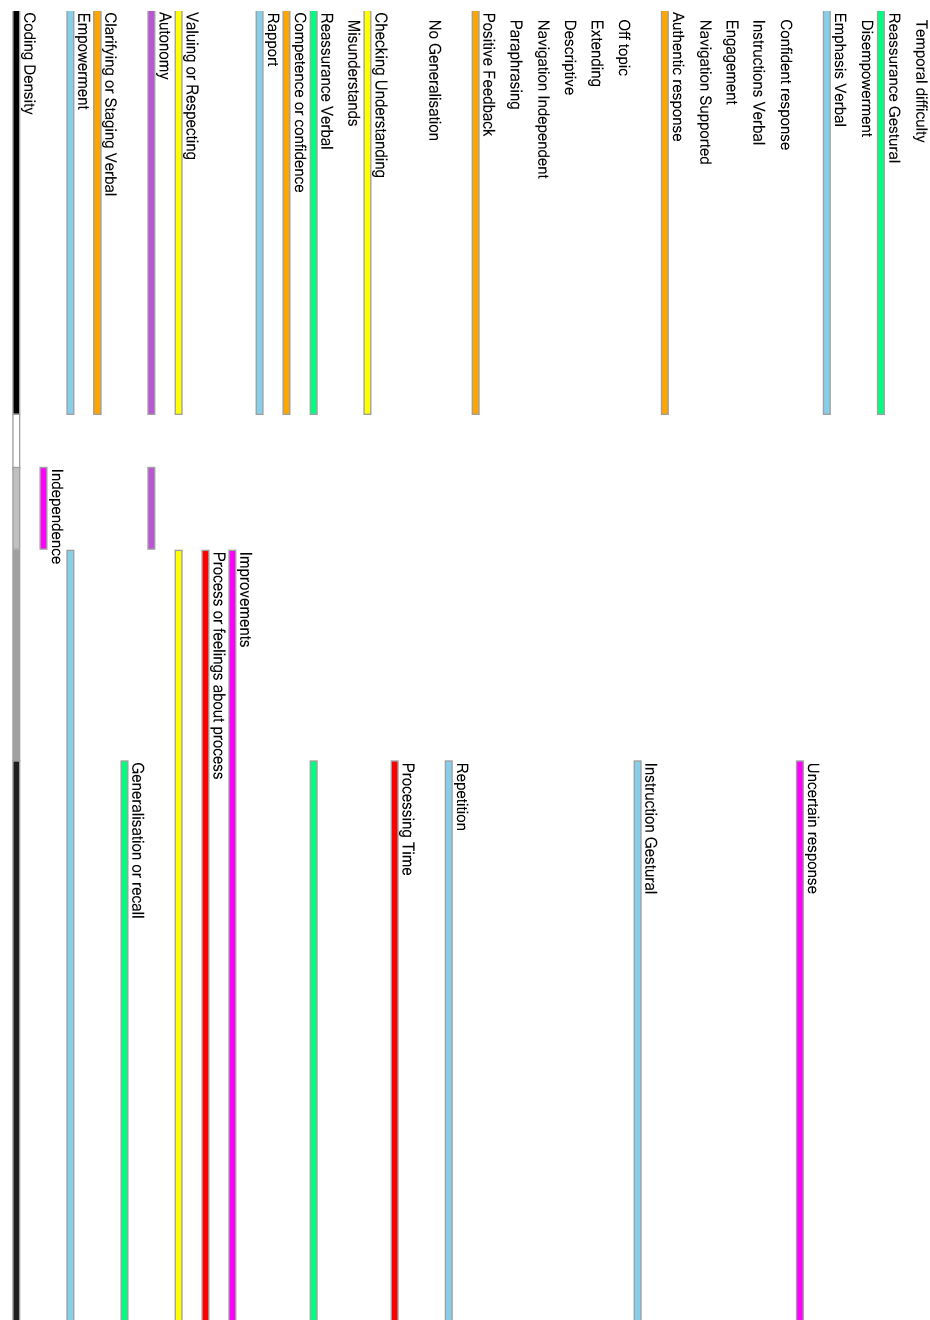 Coding Density
Independence
Empowerment
Clarifying or Staging Verbal
Generalisation or recall
Autonomy
Valuing or Respecting
Process or feelings about process
Improvements
Rapport
Competence or confidence
Reassurance Verbal
Misunderstands
Checking Understanding
Processing Time
No Generalisation
Repetition
Positive Feedback
Paraphrasing
Navigation Independent
Descriptive
Extending
Off topic
Instruction Gestural
Authentic response
Navigation Supported
Engagement
Instructions Verbal
Confident response
Uncertain response
Emphasis Verbal
Disempowerment
Reassurance Gestural
Temporal difficulty